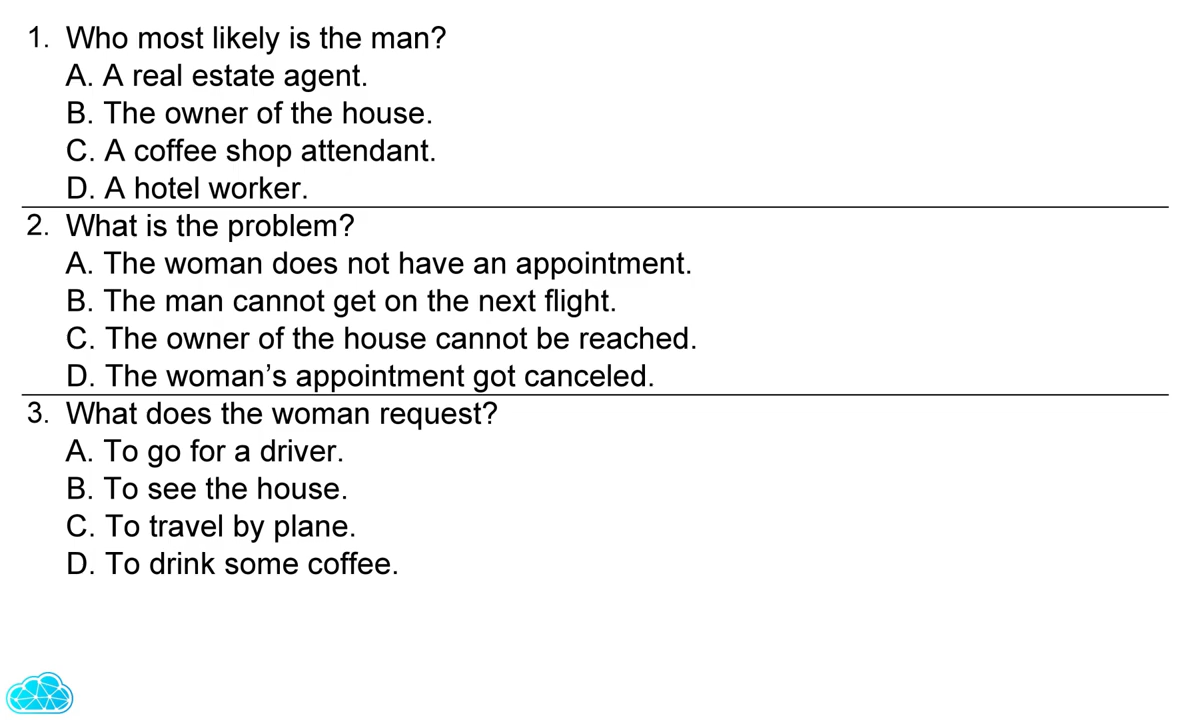 1. Who most likely is the man?
A. A real estate agent.
B. The owner of the house.
C. A coffee shop attendant.
D. A hotel worker.
2. What is the problem?
A. The woman does not have an appointment.
B. The man cannot get on the next flight.
C. The owner of the house cannot be reached.
D. The woman’s appointment got canceled.
3. What does the woman request?
A. To go for a driver.
B. To see the house.
C. To travel by plane.
D. To drink some coffee.